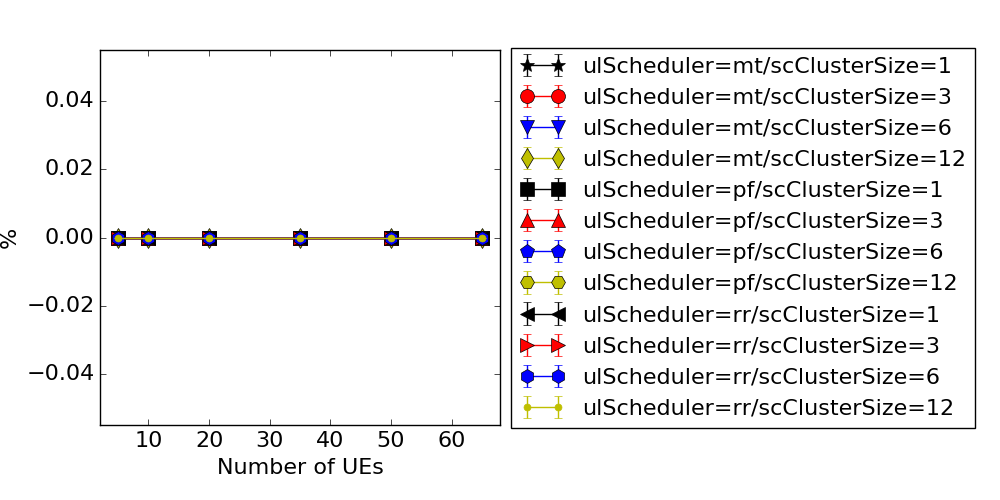 %
0.04
0.02
0.00
−0.02
−0.04
10 20 30 40 50 60
Number of UEs
ulScheduler=mt/scClusterSize=1
ulScheduler=mt/scClusterSize=3
ulScheduler=mt/scClusterSize=6
ulScheduler=mt/scClusterSize=12
ulScheduler=pf/scClusterSize=1
ulScheduler=pf/scClusterSize=3
ulScheduler=pf/scClusterSize=6
ulScheduler=pf/scClusterSize=12
ulScheduler=rr/scClusterSize=1
ulScheduler=rr/scClusterSize=3
ulScheduler=rr/scClusterSize=6
ulScheduler=rr/scClusterSize=12